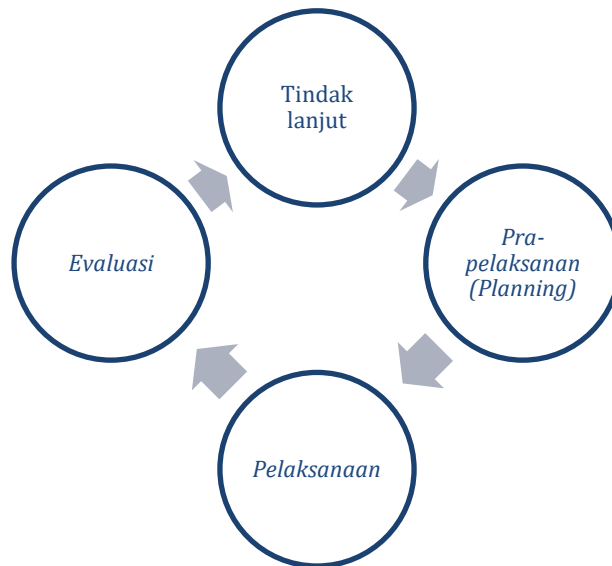 Tindak
lanjut
Pra-
pelaksanan
(Planning)
Evaluasi
Pelaksanaan